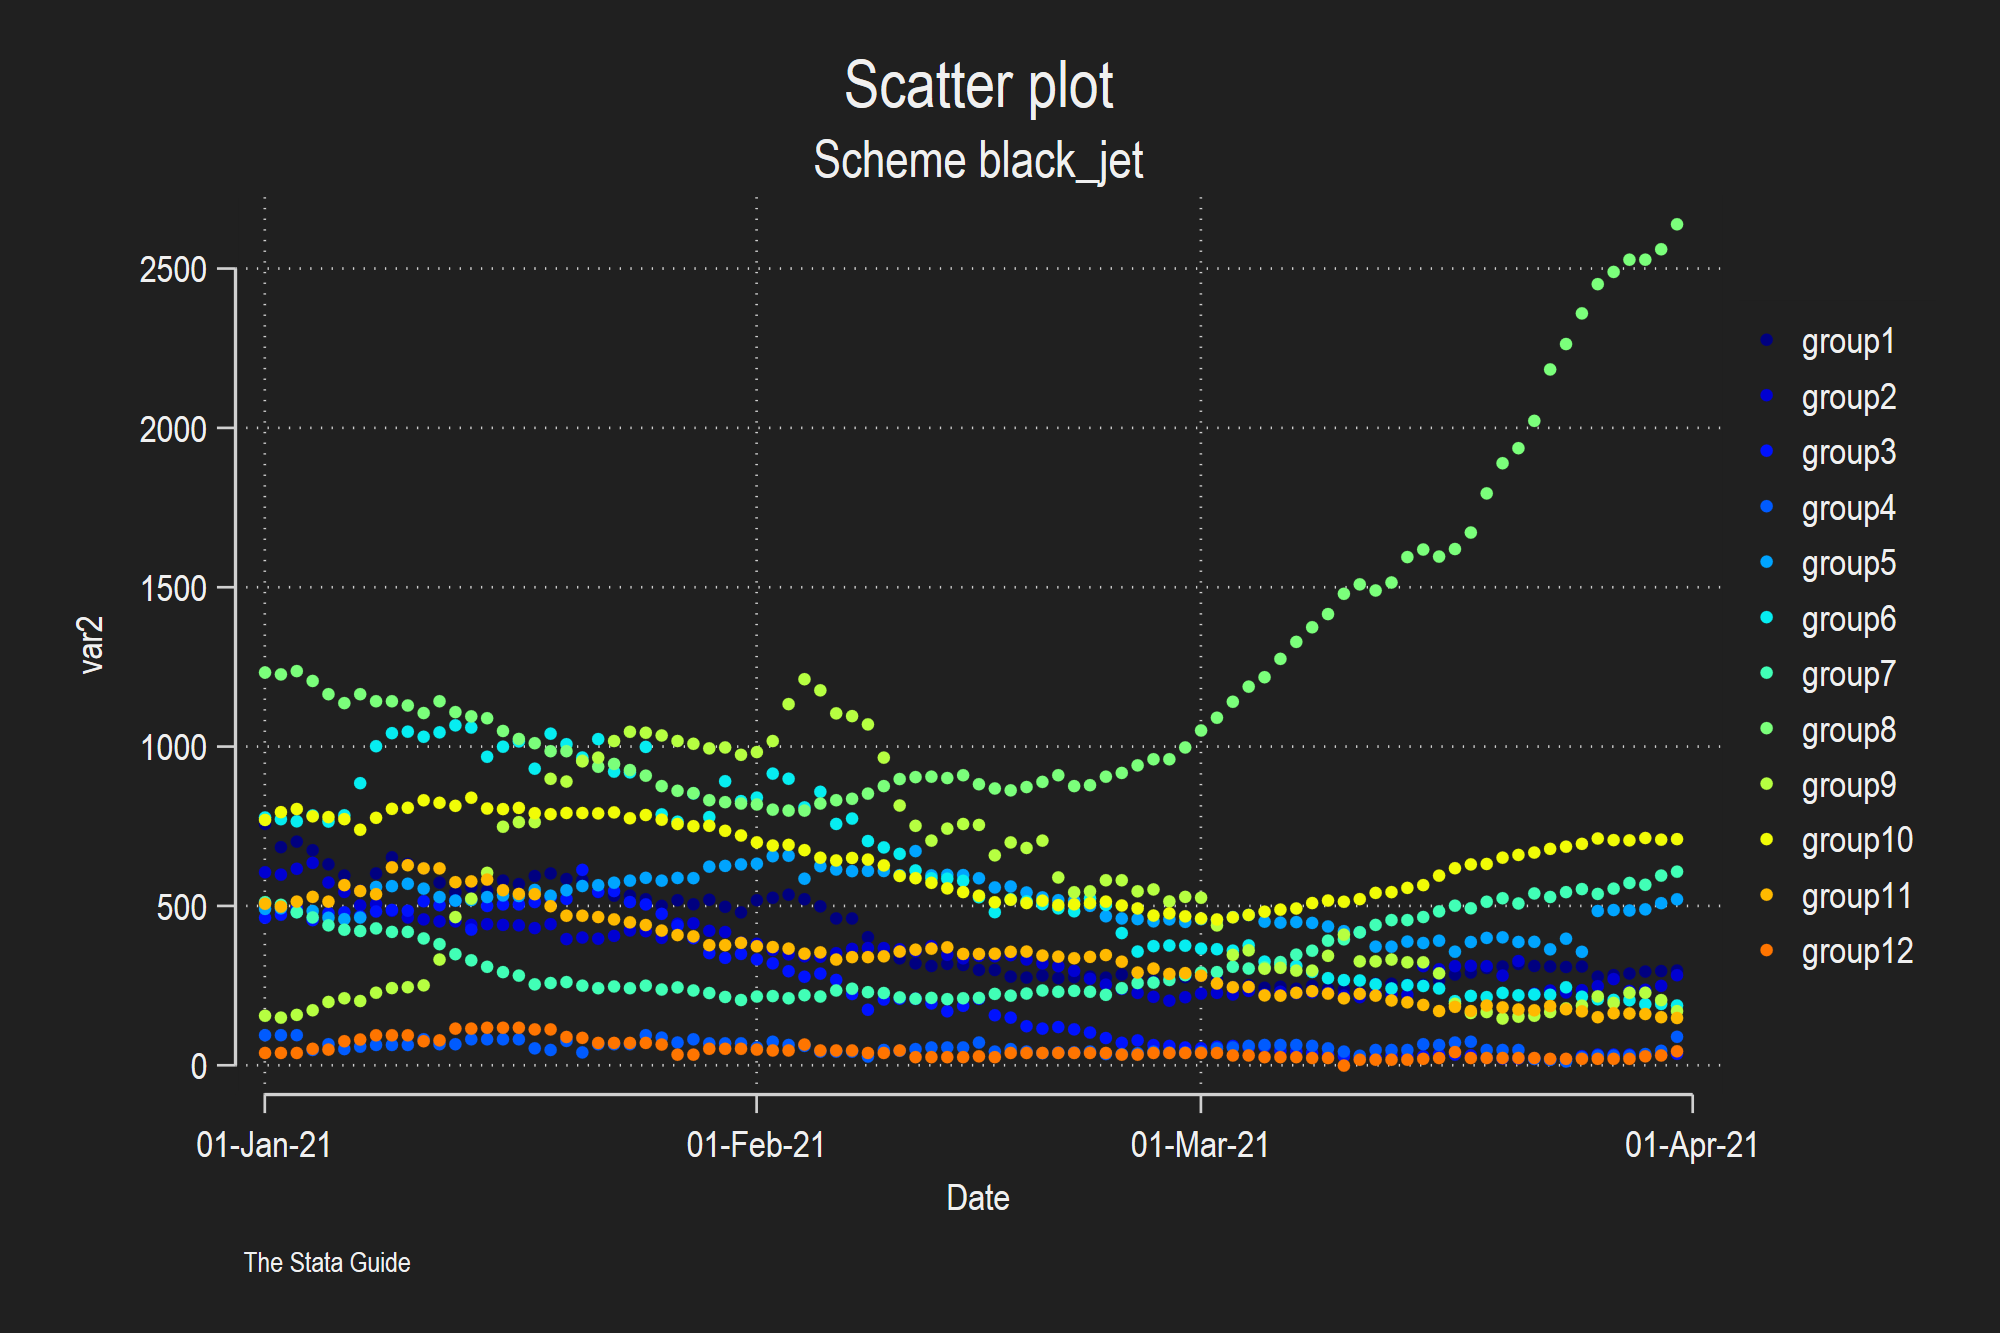 Scatter plot
Scheme black_jet
2500
2000
1500
1000
500
0
var2
01-Jan-21
01-Feb-21
01-Mar-21
01-Apr-21
Date
group1
group2
group3
group4
group5
group6
group7
group8
group9
group10
group11
group12
The Stata Guide